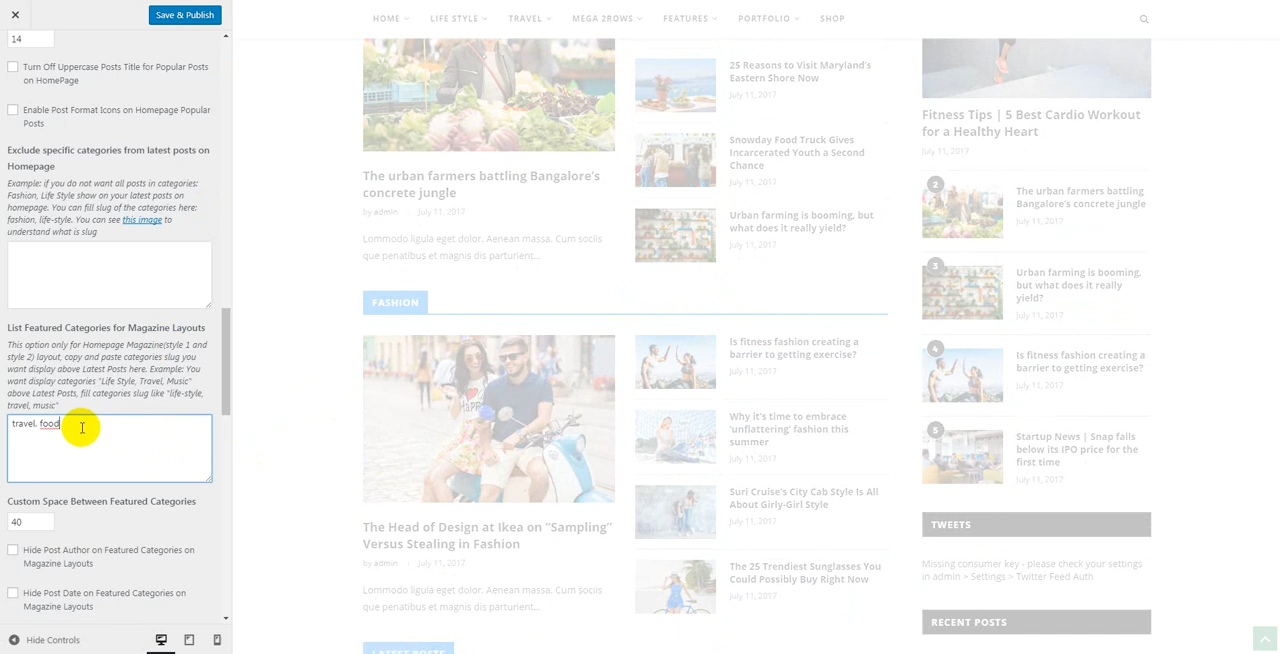 Save & Publish
HOME
LIFE STYLE
TRAVEL
MEGA 2ROWS
FEATURES
PORTFOLIO
SHOP
14
Turn Off Uppercase Posts Title for Popular Posts
on HomePage
Enable Post Format Icons on Homepage Popular
Posts
Exclude specific categories from latest posts on
Homepage
Example: if you do not want all posts in categories:
Fashion, Life Style show on your latest posts on
homepage. You can fill slug of the categories here:
fashion, life-style. You can see this image to
understand what is slug
List Featured Categories for Magazine Layouts
This option only for Homepage Magazine(style 1 and
style 2) layout, copy and paste categories slug you
want display above Latest Posts here. Example: You
want display categories "Life Style, Travel, Music"
above Latest Posts, fill categories slug like "life-style,
travel, music"
travel, food
Custom Space Between Featured Categories
40
Hide Post Author on Featured Categories on
Magazine Layouts
Hide Post Date on Featured Categories on
Magazine Layouts
Hide Controls
The urban farmers battling Bangalore's
concrete jungle
by admin
July 11, 2017
Lommodo ligula eget dolor. Aenean massa. Cum sociis
que penatibus et magnis dis parturient...
25 Reasons to Visit Maryland's
Eastern Shore Now
July 11, 2017
Snowday Food Truck Gives
Incarcerated Youth a Second
Chance
July 11, 2017
Urban farming is booming, but
what does it really yield?
July 11, 2017
FASHION
The Head of Design at Ikea on "Sampling"
Versus Stealing in Fashion
by admin
July 11, 2017
Lommodo ligula eget dolor. Aenean massa. Cum sociis
que penatibus et magnis dis parturient...
Is fitness fashion creating a
barrier to getting exercise?
July 11, 2017
Why it's time to embrace
'unflattering' fashion this
summer
July 11, 2017
Suri Cruise's City Cab Style Is All
About Girly-Girl Style
July 11, 2017
The 25 Trendiest Sunglasses You
Could Possibly Buy Right Now
July 11, 2017
LATEST POSTS
Fitness Tips | 5 Best Cardio Workout
for a Healthy Heart
July 11, 2017
2
The urban farmers battling
Bangalore's concrete jungle
July 11, 2017
3
Urban farming is booming,
but what does it really
yield?
July 11, 2017
4
Is fitness fashion creating a
barrier to getting exercise?
July 11, 2017
5
Startup News | Snap falls
below its IPO price for the
first time
July 11, 2017
TWEETS
Missing consumer key - please check your settings
in admin > Settings > Twitter Feed Auth
RECENT POSTS